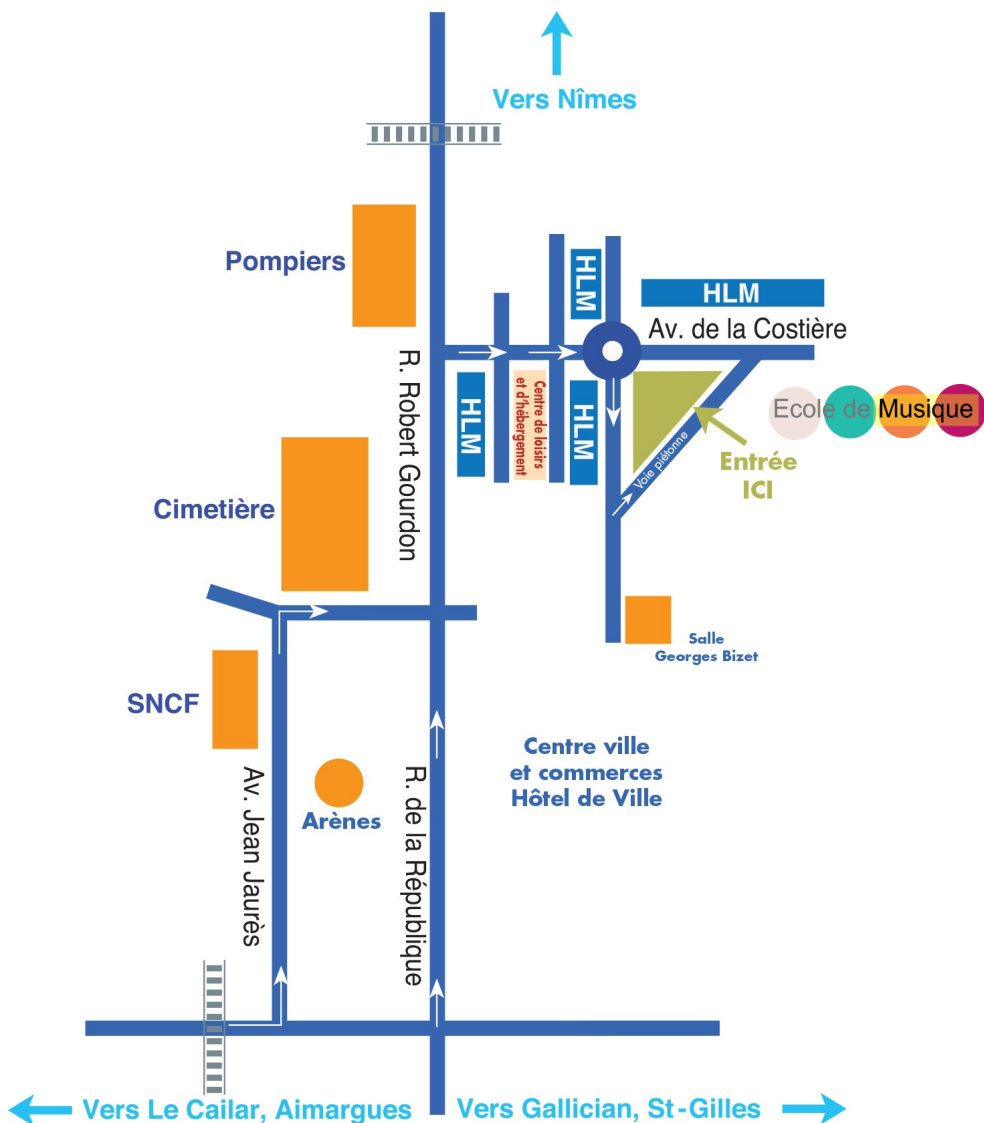 Vers Nîmes
Pompiers
HLM
HLM
Av. de la Costière
R. Robert Gourdon
HLM
Centre de loisirs
et d'hébergement
HLM
Ecole de Musique
Entrée
ICI
Voie piétonne
Cimetière
Salle
Georges Bizet
SNCF
Centre ville
et commerces
Hôtel de Ville
Av. Jean Jaurès
Arènes
R. de la République
Vers Le Cailar, Aimargues
Vers Gallician, St-Gilles